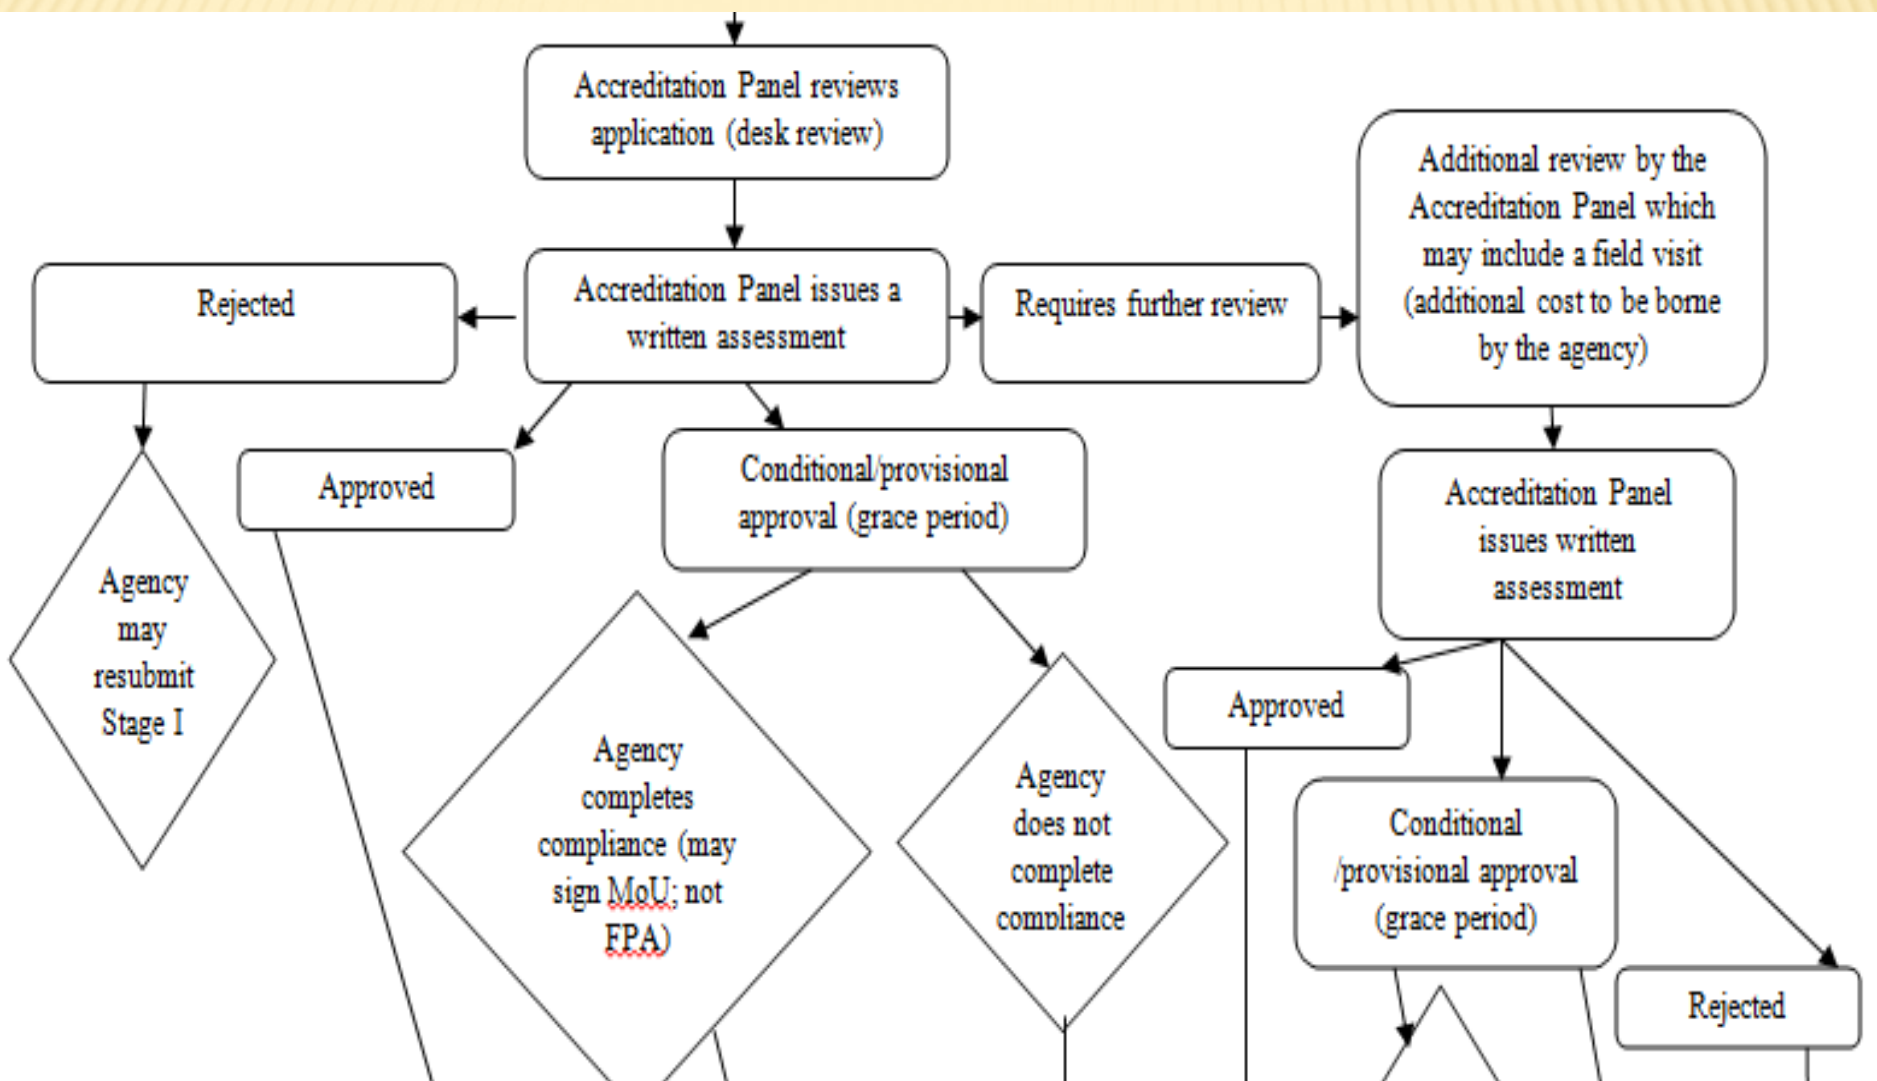 Accreditation Panel reviews
application (desk review)
Additional review by the
Accreditation Panel which
may include a field visit
(additional cost to be borne
by the agency)
Rejected
Accreditation Panel issues a
written assessment
Requires further review
Approved
Conditional/provisional
approval (grace period)
Accreditation Panel
issues written
assessment
Agency
may
resubmit
Stage I
Approved
Agency
completes
compliance (may
sign MoU; not
FPA)
Agency
does not
complete
compliance
Conditional
/provisional approval
(grace period)
Rejected